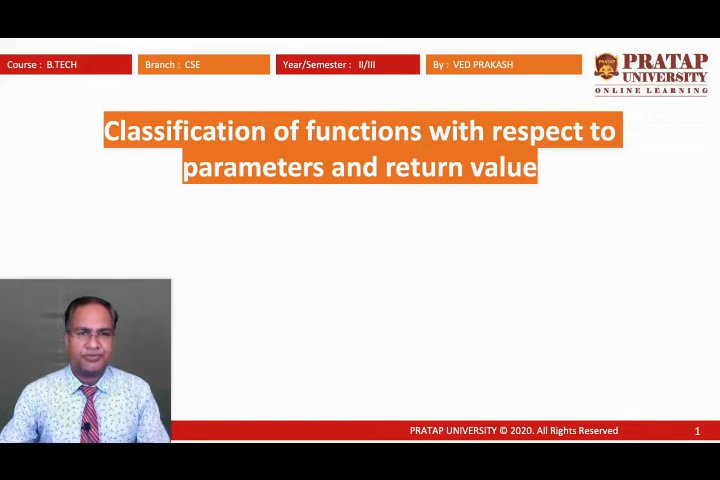 Course : B.TECH
Branch : CSE
Year/Semester : II/III
By : VED PRAKASH
PRATAP
PRATAP
UNIVERSITY
ONLINE LEARNING
Classification of functions with respect to
parameters and return value
PRATAP UNIVERSITY © 2020. All Rights Reserved
1